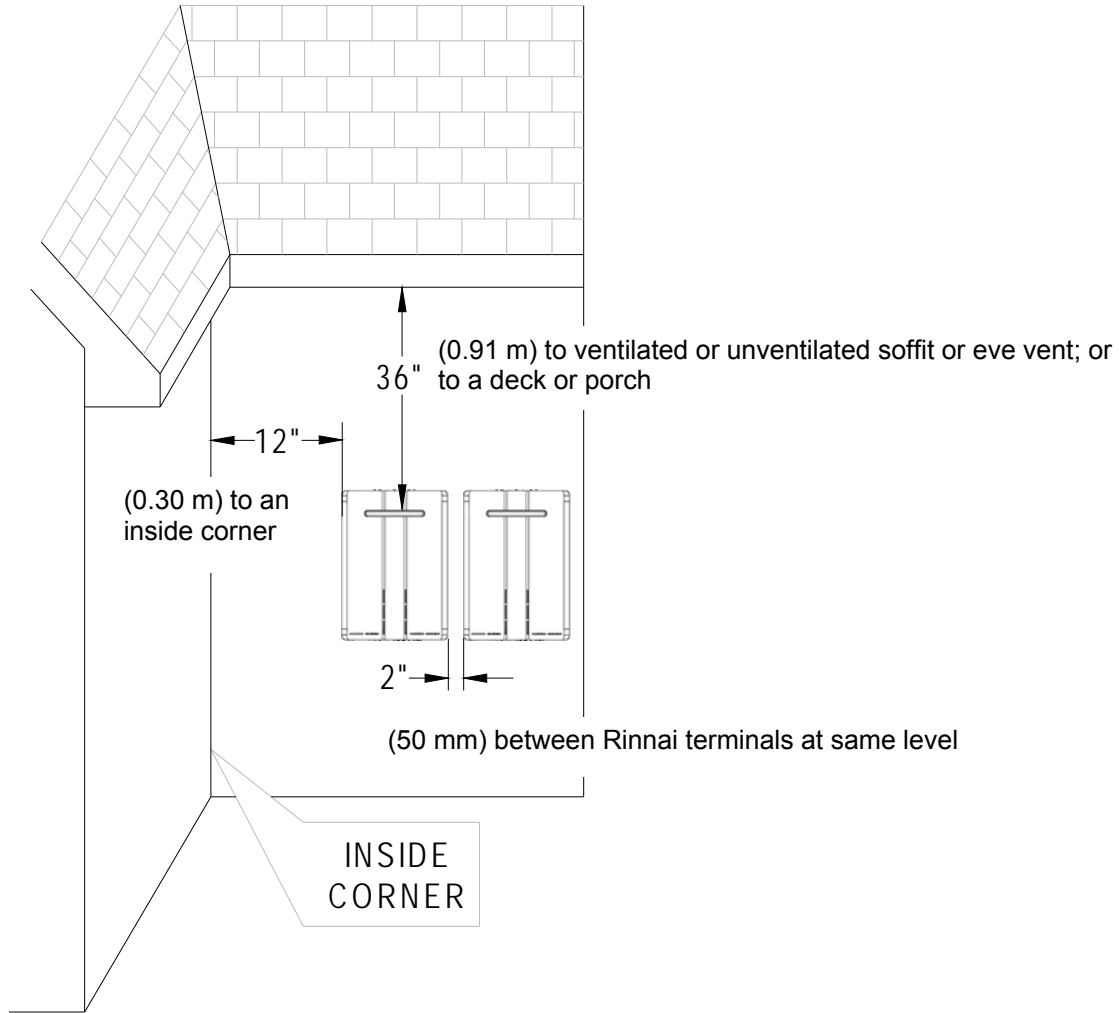 (0.91 m) to ventilated or unventilated soffit or eve vent; or
36"
to a deck or porch
12"
(0.30 m) to an
inside corner
2"
(50 mm) between Rinnai terminals at same level
INSIDE
CORNER